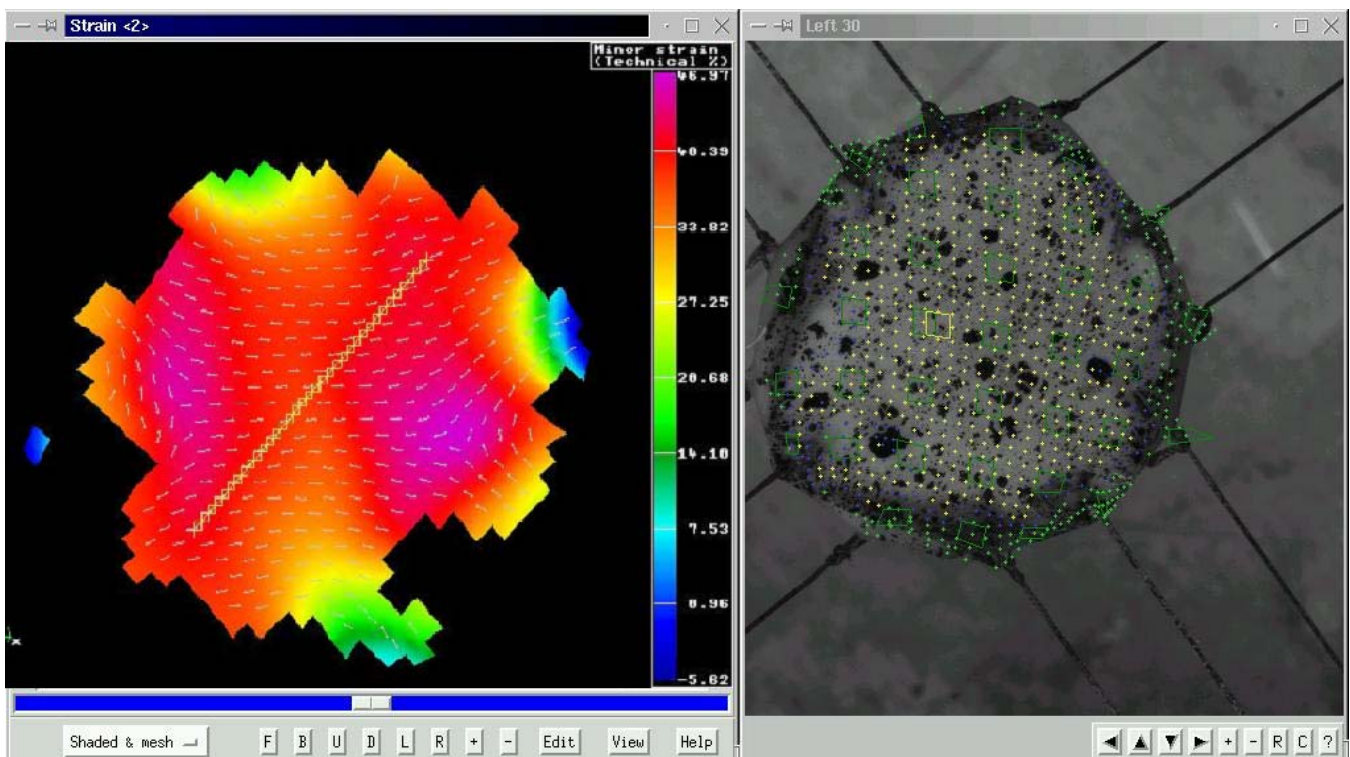 Strain <2>
Minor strain
(Technical %)
46.97
40.39
33.82
27.25
20.68
14.10
7.53
0.96
-5.62
x
Shaded & mesh
F B U D L R + - Edit View Help
Left 30
+ - R C ?